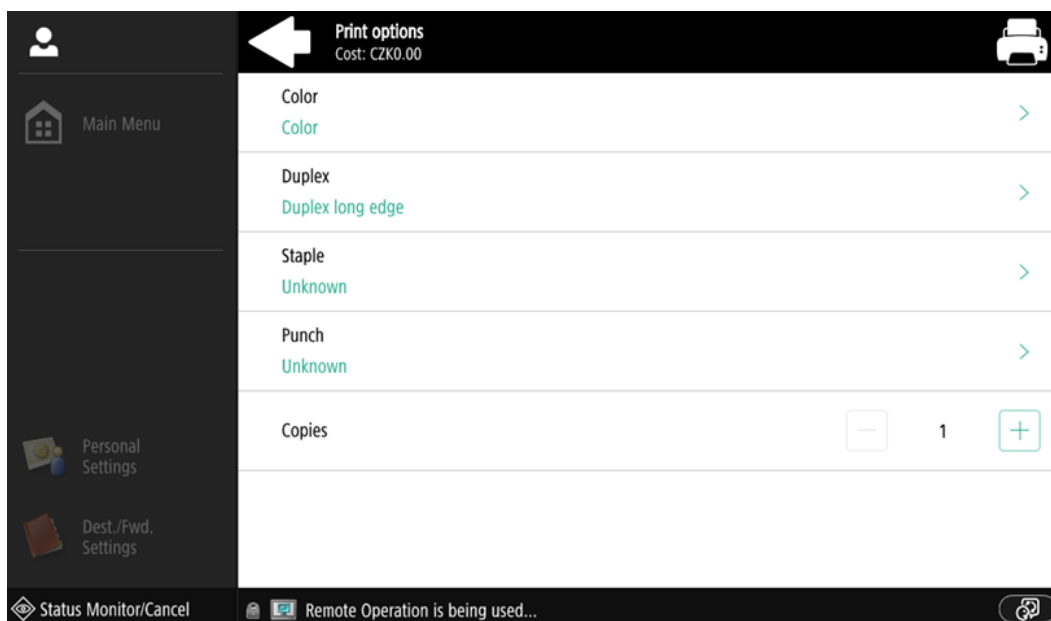 Print options
Cost: CZK0.00
Main Menu
Color
Color
Duplex
Duplex long edge
Staple
Unknown
Punch
Unknown
Copies
1
Personal
Settings
Dest./Fwd.
Settings
Status Monitor/Cancel
Remote Operation is being used...